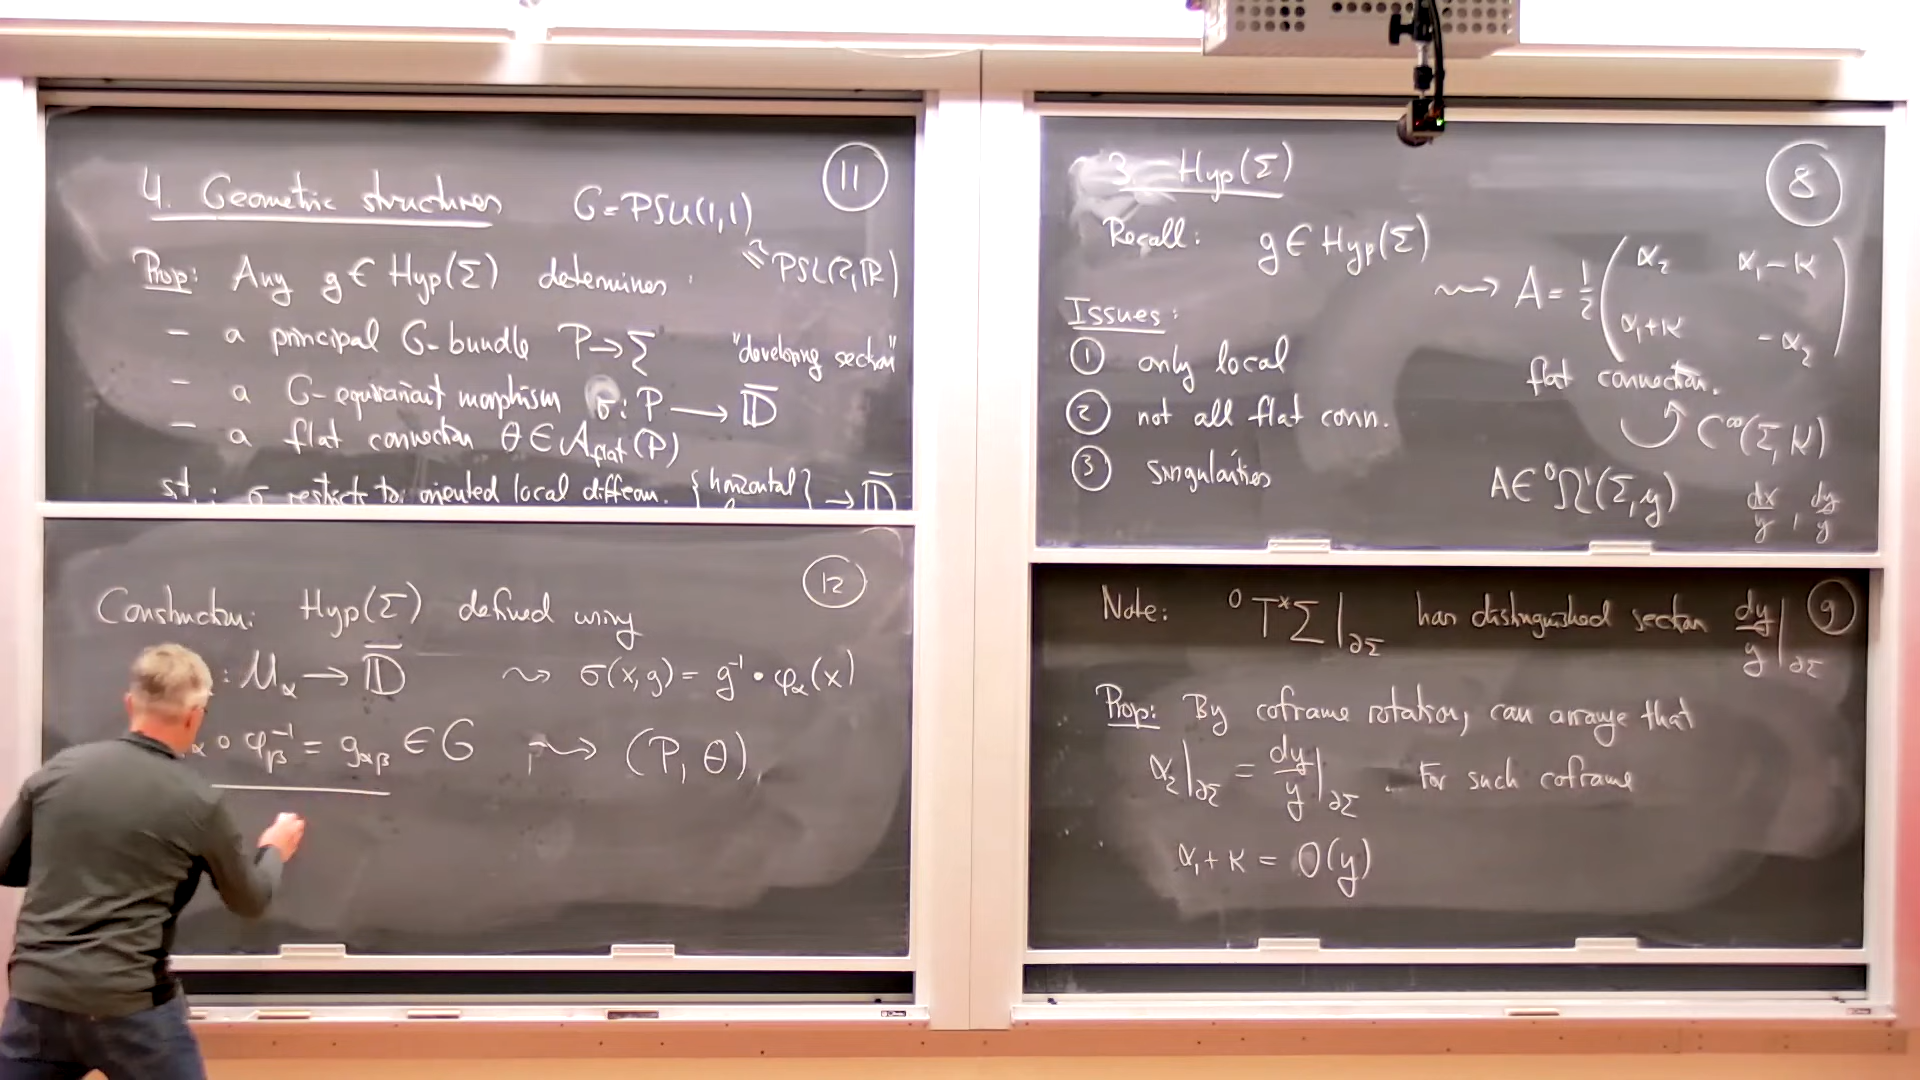 4. Geometric structures G=PSU(1,1) ⑪
≅ PSL(2,ℝ)
Prop: Any g∈Hyp(Σ) determines:
- a principal G-bundle P→Σ "developing section"
- a G-equivariant morphism σ: P→𝔻̄
- a flat connection θ∈𝒜_flat(P)
s.t.: σ restricts to oriented local diffeom. {horizontal } → 𝔻̄
Construction: Hyp(Σ) defined using ⑫
: U_α → 𝔻̄ ⇝ σ(x,g) = g⁻¹•φ_α(x)
α ∘ φ_β⁻¹ = g_αβ ∈ G ⇝ (P, θ),
3. Hyp(Σ) ⑧
Recall: g∈Hyp(Σ)
⇝ A = ½ ( α₂ α₁-κ
α₁+κ -α₂ )
flat connection.
Issues:
① only local
② not all flat conn.
③ singularities
↺ C^∞(Σ,K)
A∈ ⁰Ω¹(Σ,𝔤) dx/y, dy/y
Note: ⁰T*Σ|_∂Σ has distinguished section dy/y|_∂Σ ⑨
Prop: By coframe rotation, can arrange that
α₂|_∂Σ = dy/y|_∂Σ. For such coframe
α₁+κ = O(y)